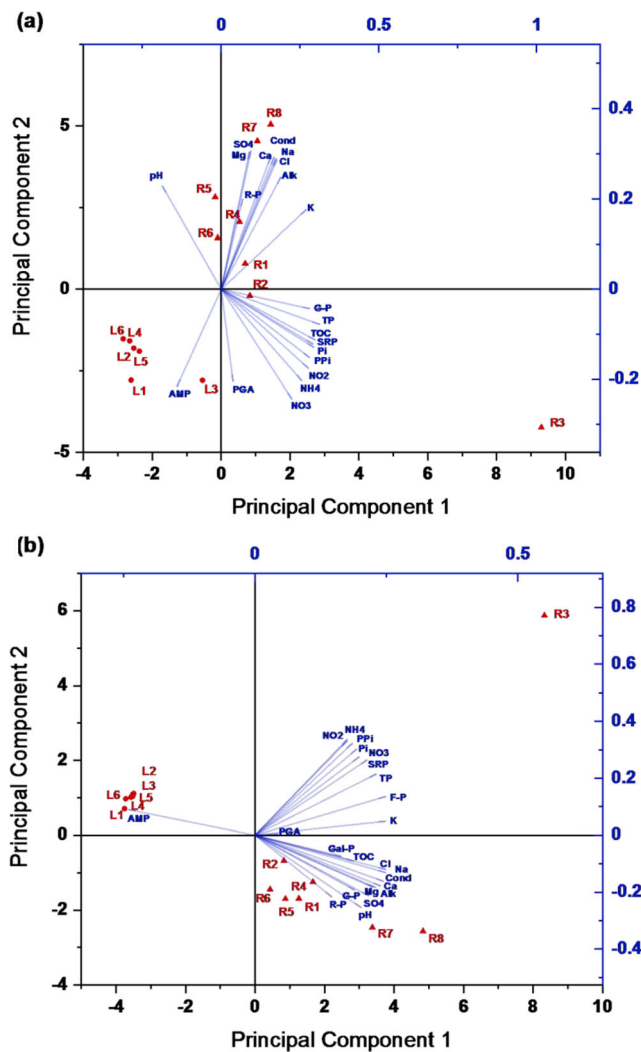 (a)
0 0.5 1
5
0
-5
0.4
0.2
0
-0.2
R8
R7
SO4 Cond
Mg Ca Na
Cl
pH Alk
R5 R-P
R4 K
R6
R1
R2
G-P
TP
L6 L4 TOC
SRP
L2 L5 Pi
PPi
NO2
L1 AMP L3 PGA NH4
NO3
R3
-4 -2 0 2 4 6 8 10
Principal Component 1
Principal Component 2
(b)
0 0.5
6
4
2
0
-2
-4
0.8
0.6
0.4
0.2
0
-0.2
-0.4
R3
NO2 NH4 PPi
Pi NO3
SRP
L2 TP
L6 L3
L5 F-P
L1 L4
AMP PGA K
Gal-P
R2 TOC Cl
Na
R4 Cond
R6 G-P Mg Ca
R5 R1 R-P SO4 Alk
pH
R7 R8
-4 -2 0 2 4 6 8 10
Principal Component 1
Principal Component 2